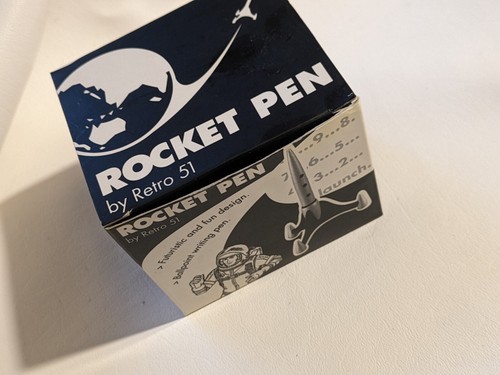 ROCKET PEN
by Retro 51
ROCKET PEN
by Retro 51
> Futuristic and fun design.
> Ballpoint writing pen.
...9...8.
6...5...
3...2...
launch.